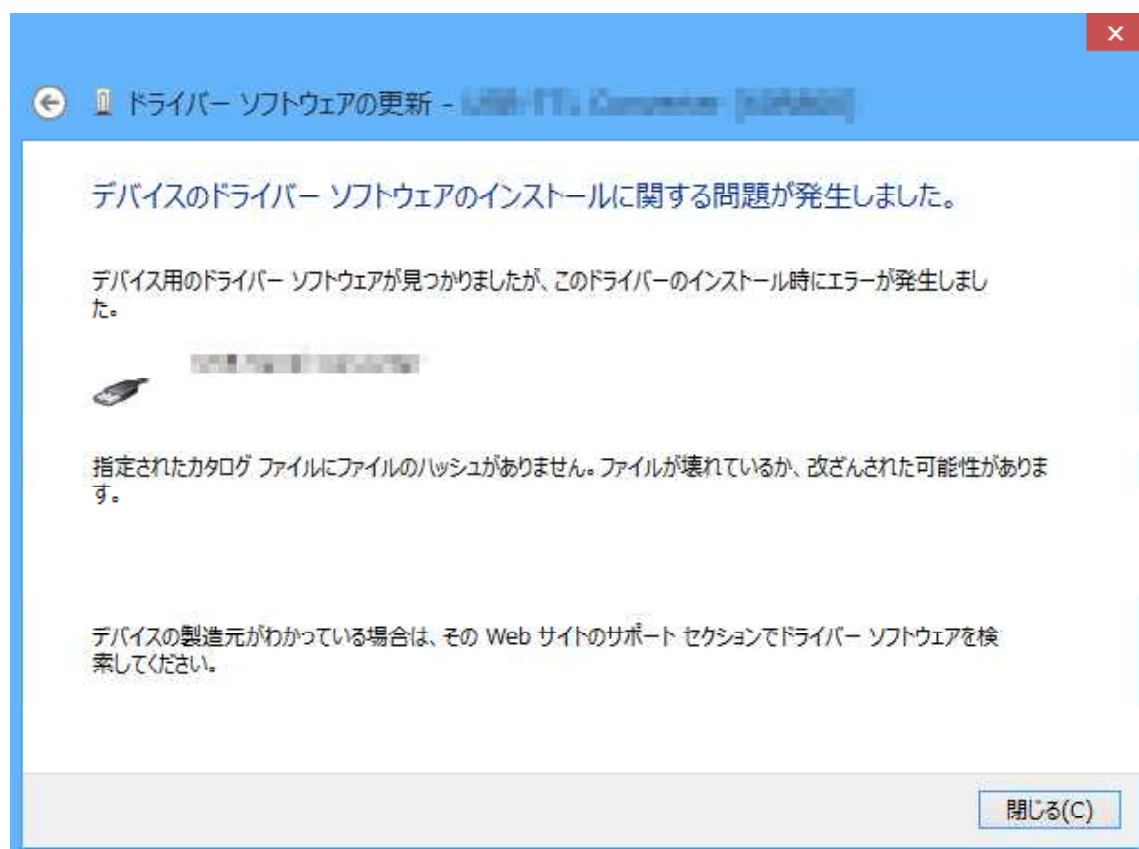 ドライバー ソフトウェアの更新 -
デバイスのドライバー ソフトウェアのインストールに関する問題が発生しました。
デバイス用のドライバー ソフトウェアが見つかりましたが、このドライバーのインストール時にエラーが発生しまし
た。
指定されたカタログ ファイルにファイルのハッシュがありません。ファイルが壊れているか、改ざんされた可能性がありま
す。
デバイスの製造元がわかっている場合は、その Web サイトのサポート セクションでドライバー ソフトウェアを検
索してください。
閉じる(C)